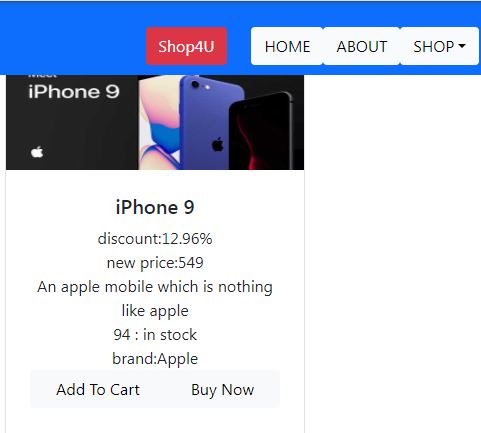 Shop4U HOME ABOUT SHOP
Meet
iPhone 9
iPhone 9
discount:12.96%
new price:549
An apple mobile which is nothing
like apple
94 : in stock
brand:Apple
Add To Cart Buy Now